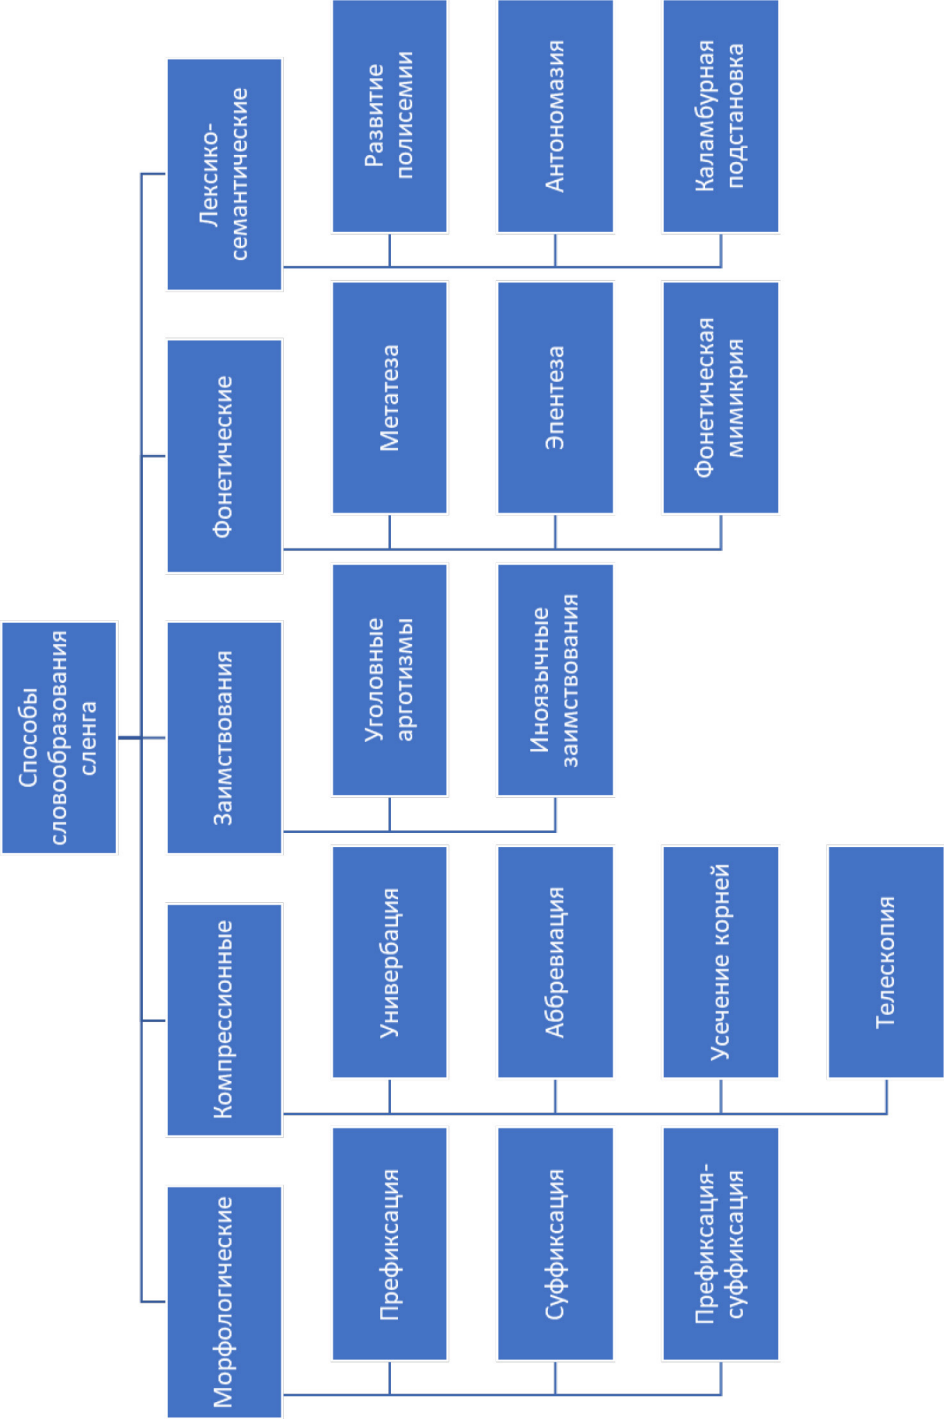 Способы
словообразования
сленга
Морфологические
Префиксация
Суффиксация
Префиксация-
суффиксация
Компрессионные
Универбация
Аббревиация
Усечение корней
Телескопия
Заимствования
Уголовные
арготизмы
Иноязычные
заимствования
Фонетические
Метатеза
Эпентеза
Фонетическая
мимикрия
Лексико-
семантические
Развитие
полисемии
Антономазия
Каламбурная
подстановка